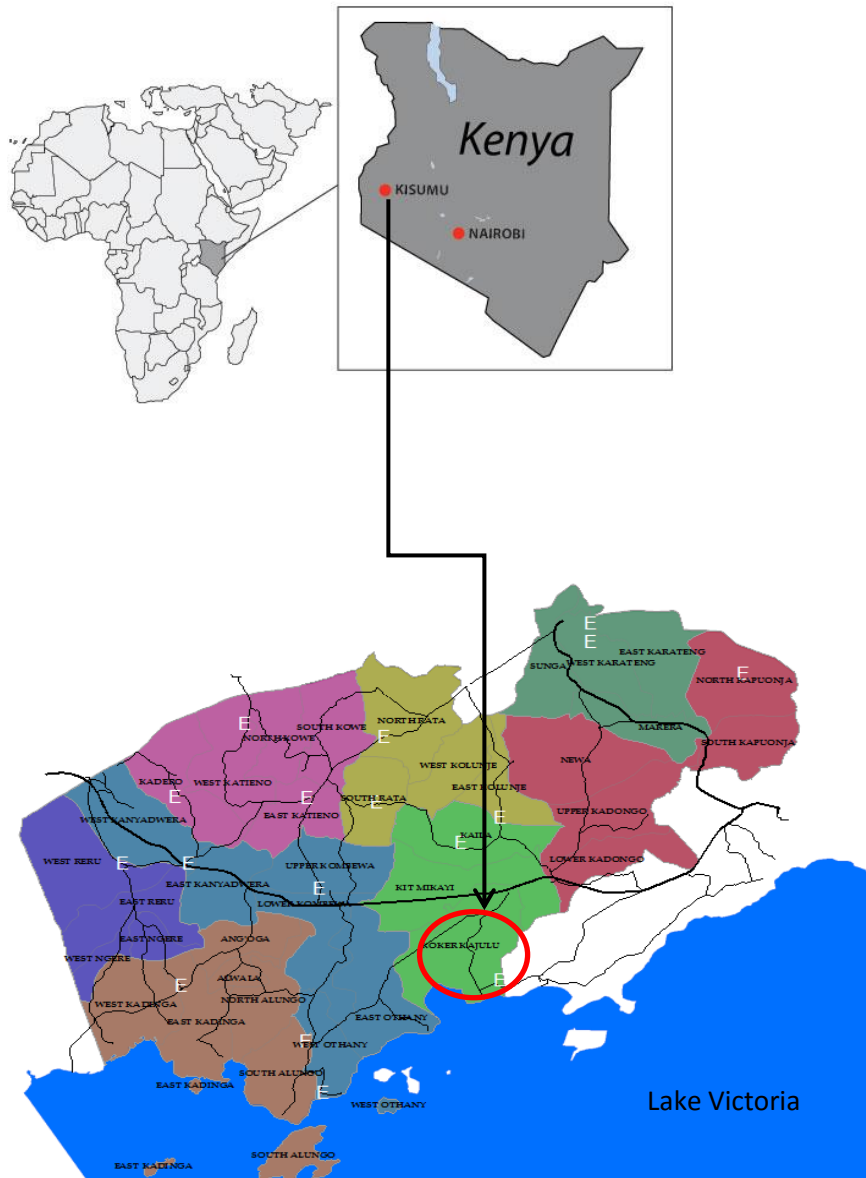 Kenya
KISUMU
NAIROBI
E
E
EAST KARATENG
WEST KARATENG
SUNGA
E
NORTH KAPUONJA
E
NORTH RATA
SOUTH KOWE
MARERA
E
NORTH KOWE
SOUTH KAPUONJA
WEST KOLUNJE
NEWA
KADERO
WEST KATIENO
EAST KOLUNJE
E
E
SOUTH RATA
E
UPPER KADONGO
EAST KATIENO
E
WEST KANYADWERA
KAILA
E
WEST RERU
E
E
UPPER KOMSEWA
LOWER KADONGO
EAST KANYADWERA
E
KIT MIKAYI
EAST RERU
LOWER KOMSEWA
EAST NGERE
ANG'OGA
KOKER KAJULU
WEST NGERE
ALWALA
E
E
WEST KADINGA
NORTH ALUNGO
EAST KADINGA
EAST OTHANY
E
WEST OTHANY
SOUTH ALUNGO
EAST KADINGA
E
WEST OTHANY
Lake Victoria
SOUTH ALUNGO
EAST KADINGA